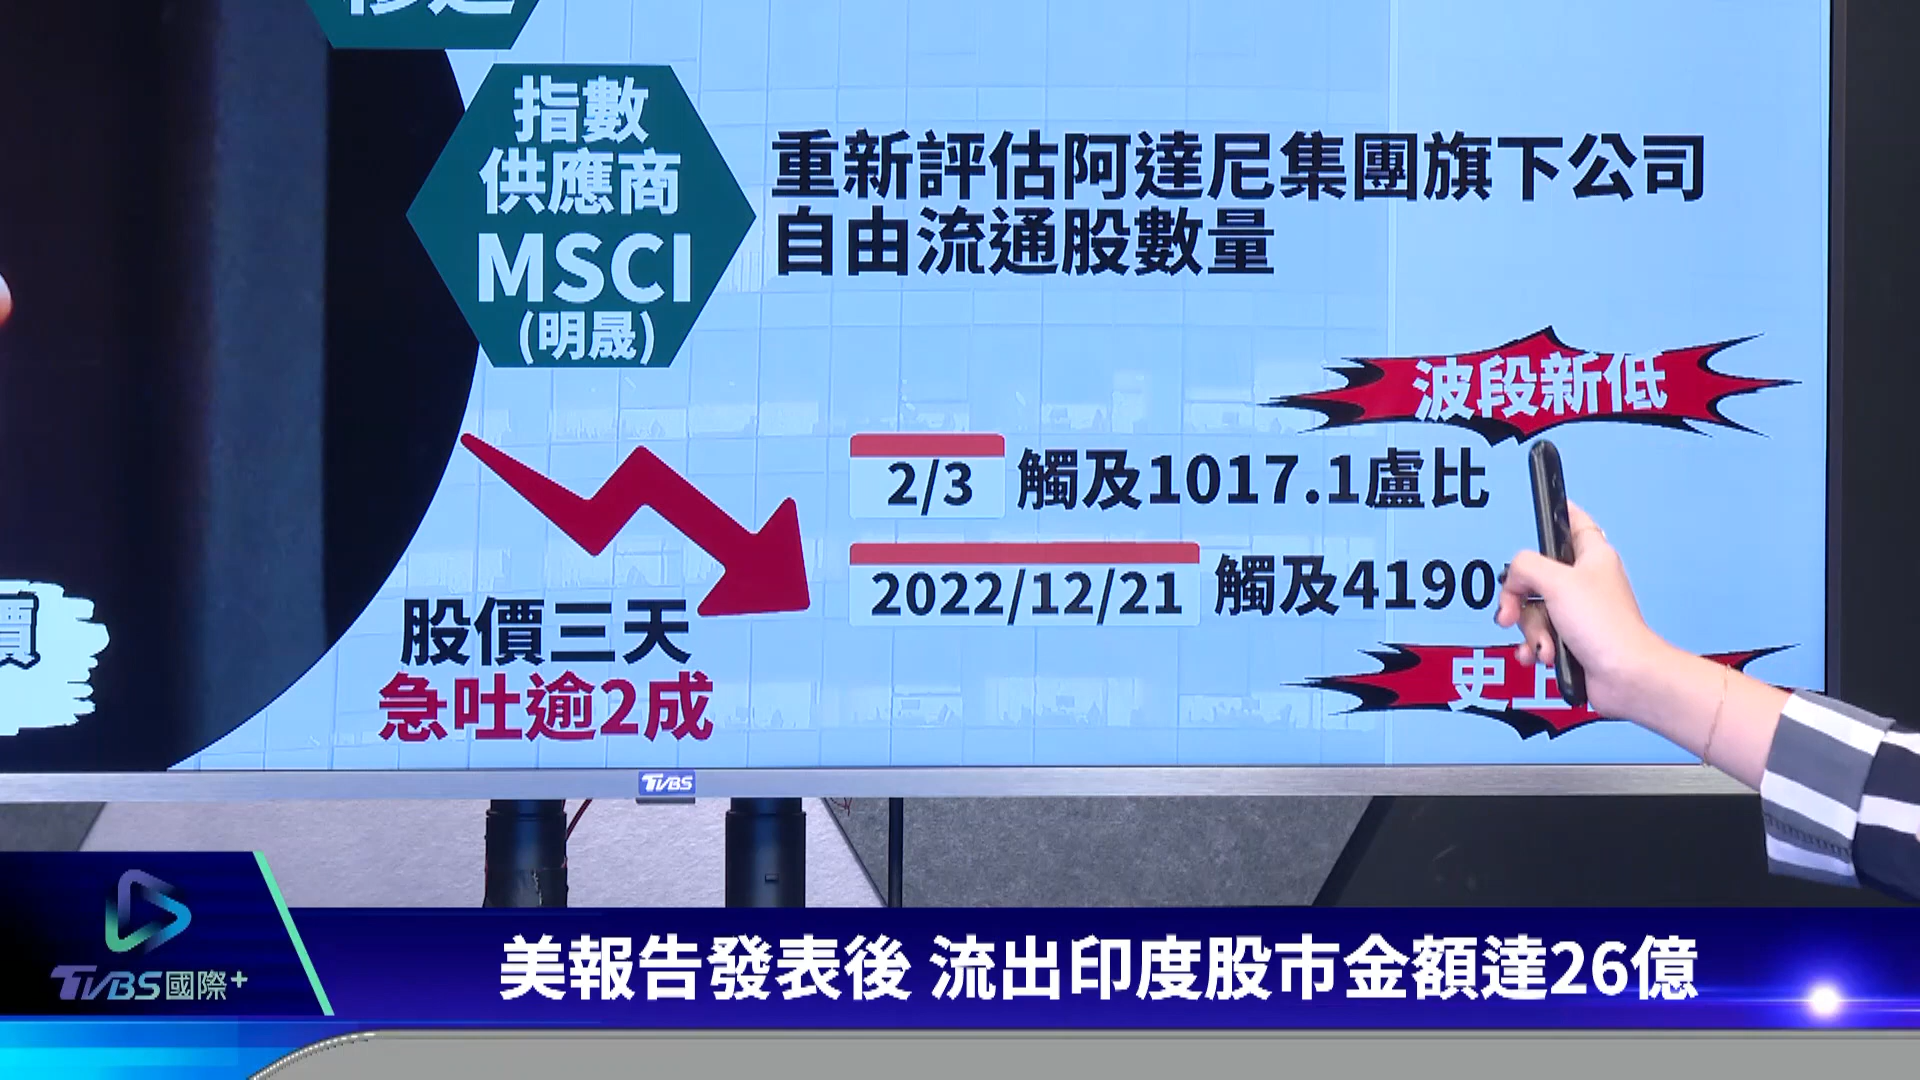 指數
供應商
MSCI
(明晟)
重新評估阿達尼集團旗下公司
自由流通股數量
波段新低
2/3 觸及1017.1盧比
2022/12/21 觸及4190
史上
股價三天
急吐逾2成
價
TVBS
TVBS國際+
美報告發表後 流出印度股市金額達26億